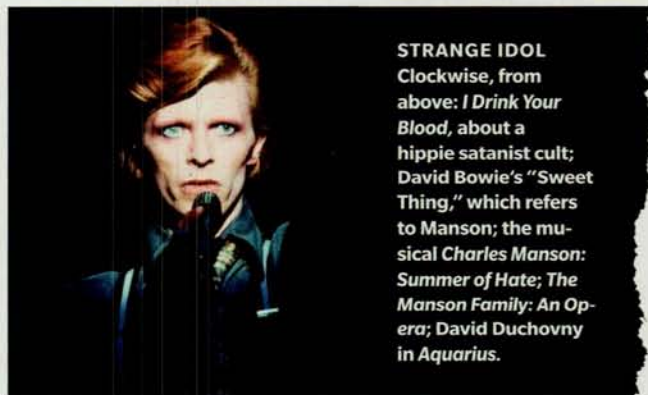 STRANGE IDOL
Clockwise, from
above: I Drink Your
Blood, about a
hippie satanist cult;
David Bowie's "Sweet
Thing," which refers
to Manson; the mu-
sical Charles Manson:
Summer of Hate; The
Manson Family: An Op-
era; David Duchovny
in Aquarius.